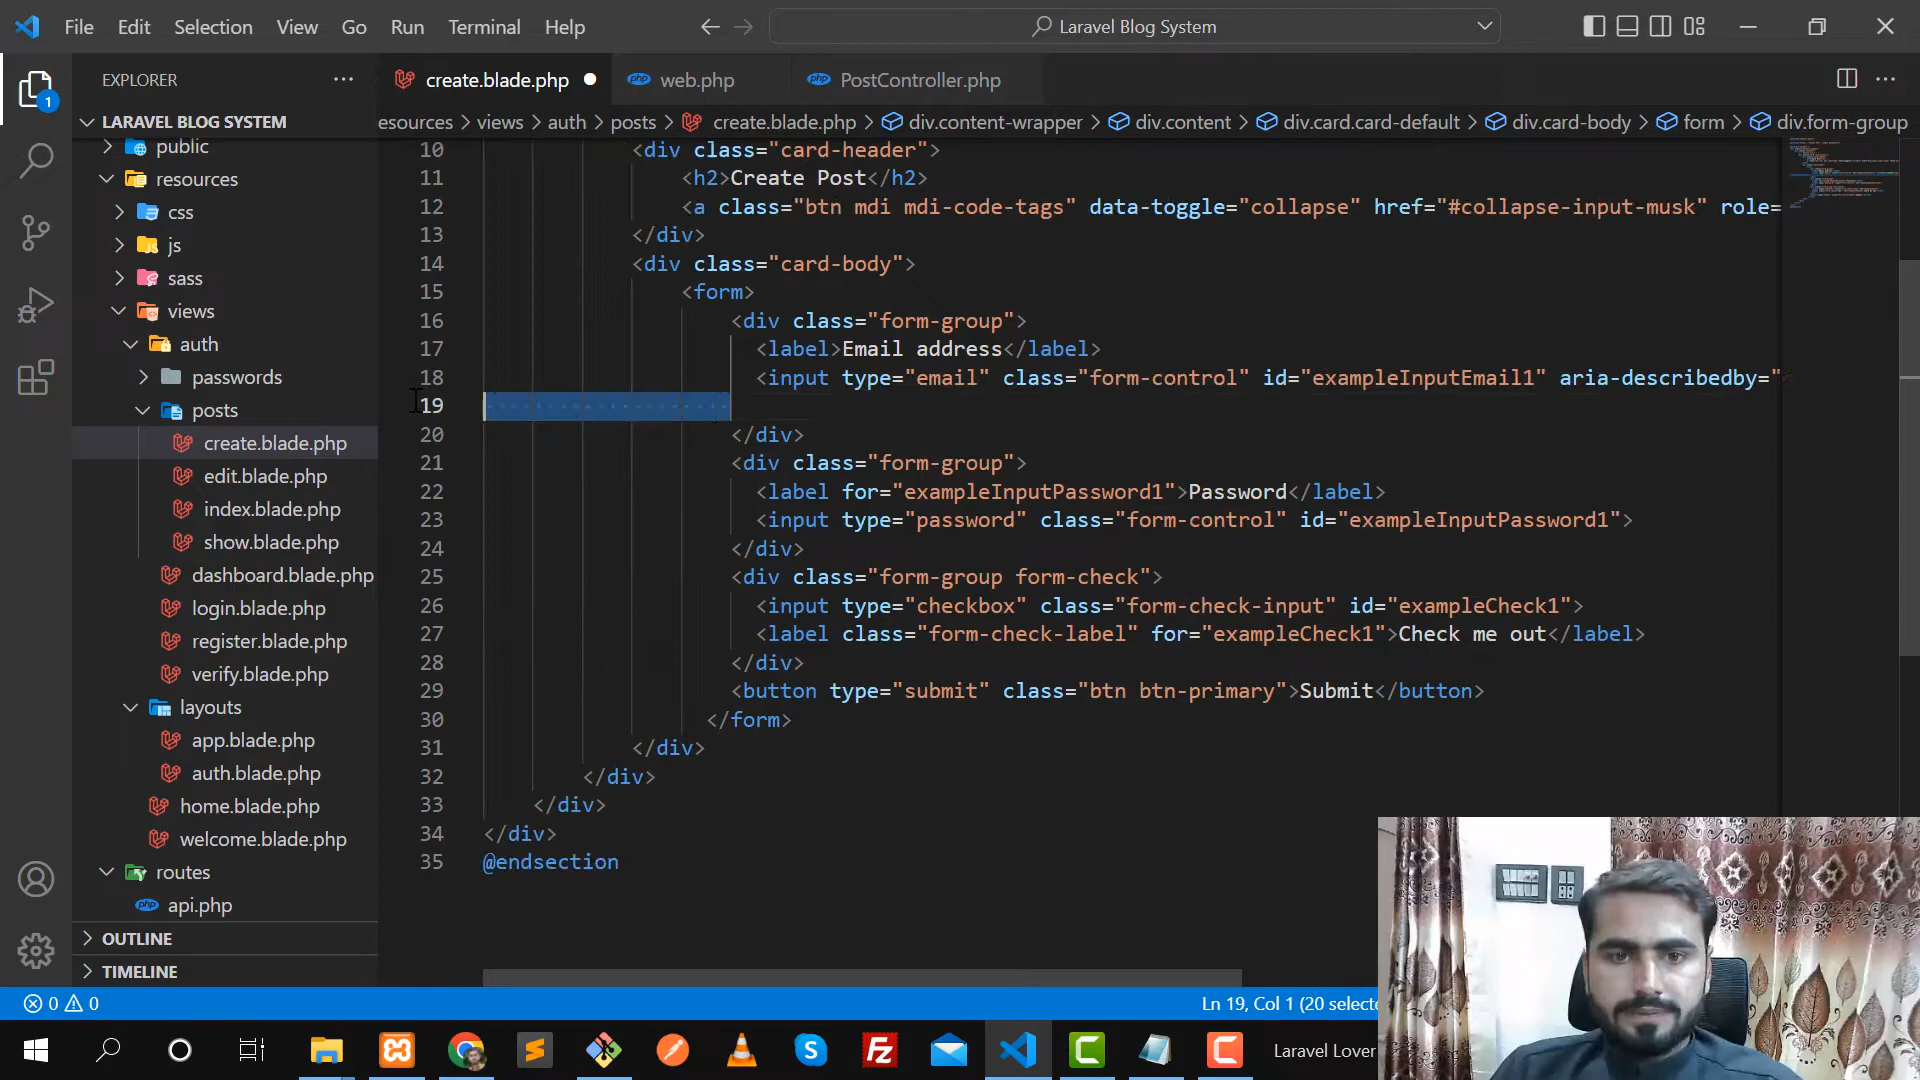 File Edit Selection View Go Run Terminal Help
Laravel Blog System
EXPLORER
create.blade.php
web.php
PostController.php
esources > views > auth > posts > create.blade.php > div.content-wrapper > div.content > div.card.card-default > div.card-body > form > div.form-group
1
LARAVEL BLOG SYSTEM
public
resources
css
js
sass
views
auth
passwords
posts
create.blade.php
edit.blade.php
index.blade.php
show.blade.php
dashboard.blade.php
login.blade.php
register.blade.php
verify.blade.php
layouts
app.blade.php
auth.blade.php
home.blade.php
welcome.blade.php
routes
api.php
OUTLINE
TIMELINE
10 <div class="card-header">
11 <h2>Create Post</h2>
12 <a class="btn mdi mdi-code-tags" data-toggle="collapse" href="#collapse-input-musk" role=
13 </div>
14 <div class="card-body">
15 <form>
16 <div class="form-group">
17 <label>Email address</label>
18 <input type="email" class="form-control" id="exampleInputEmail1" aria-describedby="
19
20 </div>
21 <div class="form-group">
22 <label for="exampleInputPassword1">Password</label>
23 <input type="password" class="form-control" id="exampleInputPassword1">
24 </div>
25 <div class="form-group form-check">
26 <input type="checkbox" class="form-check-input" id="exampleCheck1">
27 <label class="form-check-label" for="exampleCheck1">Check me out</label>
28 </div>
29 <button type="submit" class="btn btn-primary">Submit</button>
30 </form>
31 </div>
32 </div>
33 </div>
34 </div>
35 @endsection
0 0
Ln 19, Col 1 (20 selecte
Laravel Lover